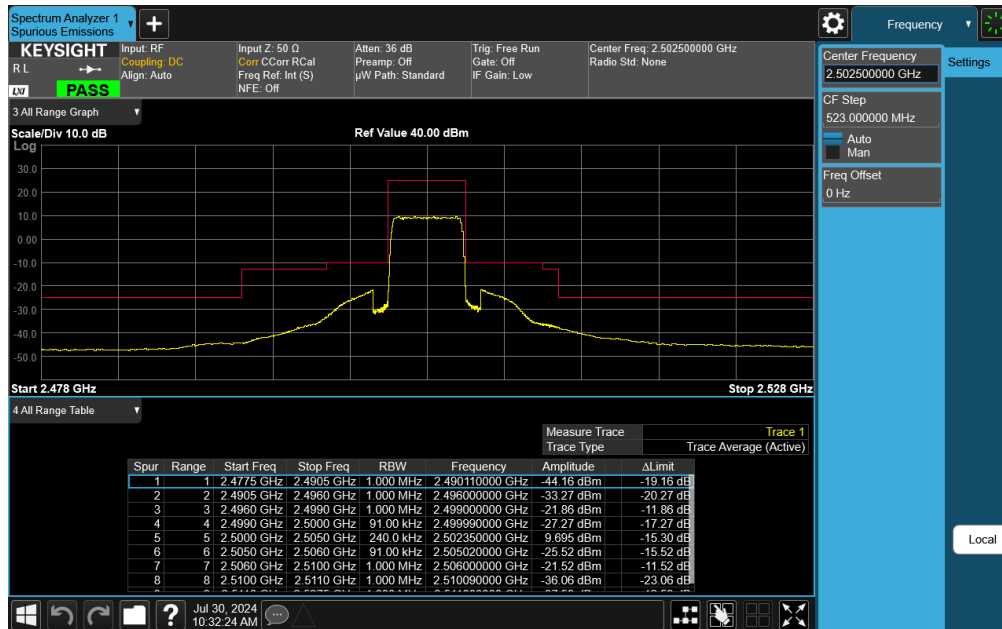 Spectrum Analyzer 1
Spurious Emissions
Frequency
KEYSIGHT
R L
LXI
PASS
Input: RF
Coupling: DC
Align: Auto
Input Z: 50 Ω
Corr CCorr RCal
Freq Ref: Int (S)
NFE: Off
Atten: 36 dB
Preamp: Off
µW Path: Standard
Trig: Free Run
Gate: Off
IF Gain: Low
Center Freq: 2.502500000 GHz
Radio Std: None
Center Frequency
2.502500000 GHz
Settings
CF Step
523.000000 MHz
Auto
Man
Freq Offset
0 Hz
Local
3 All Range Graph
Scale/Div 10.0 dB
Ref Value 40.00 dBm
Log
30.0
20.0
10.0
0.00
-10.0
-20.0
-30.0
-40.0
-50.0
Start 2.478 GHz
Stop 2.528 GHz
4 All Range Table
Measure Trace Trace 1
Trace Type Trace Average (Active)
Spur Range Start Freq Stop Freq RBW Frequency Amplitude ΔLimit
1 1 2.4775 GHz 2.4905 GHz 1.000 MHz 2.490110000 GHz -44.16 dBm -19.16 dB
2 2 2.4905 GHz 2.4960 GHz 1.000 MHz 2.496000000 GHz -33.27 dBm -20.27 dB
3 3 2.4960 GHz 2.4990 GHz 1.000 MHz 2.499000000 GHz -21.86 dBm -11.86 dB
4 4 2.4990 GHz 2.5000 GHz 91.00 kHz 2.499990000 GHz -27.27 dBm -17.27 dB
5 5 2.5000 GHz 2.5050 GHz 240.0 kHz 2.502350000 GHz 9.695 dBm -15.30 dB
6 6 2.5050 GHz 2.5060 GHz 91.00 kHz 2.505020000 GHz -25.52 dBm -15.52 dB
7 7 2.5060 GHz 2.5100 GHz 1.000 MHz 2.506000000 GHz -21.52 dBm -11.52 dB
8 8 2.5100 GHz 2.5110 GHz 1.000 MHz 2.510090000 GHz -36.06 dBm -23.06 dB
?
Jul 30, 2024
10:32:24 AM